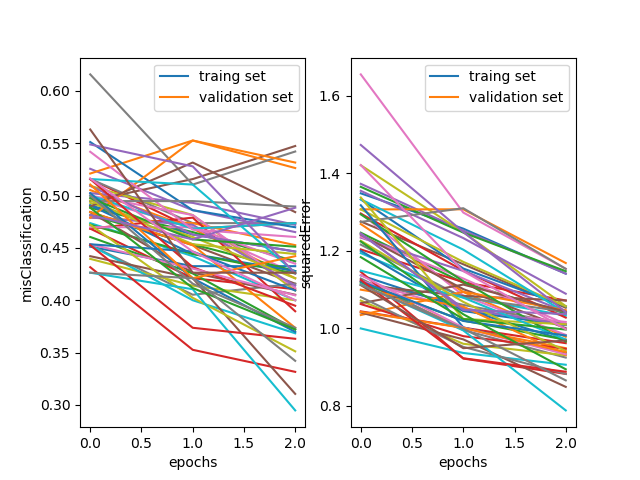 traing set
validation set
misClassification
0.60
0.55
0.50
0.45
0.40
0.35
0.30
0.0
0.5
1.0
1.5
2.0
epochs
traing set
validation set
squaredError
1.6
1.4
1.2
1.0
0.8
0.0
0.5
1.0
1.5
2.0
epochs